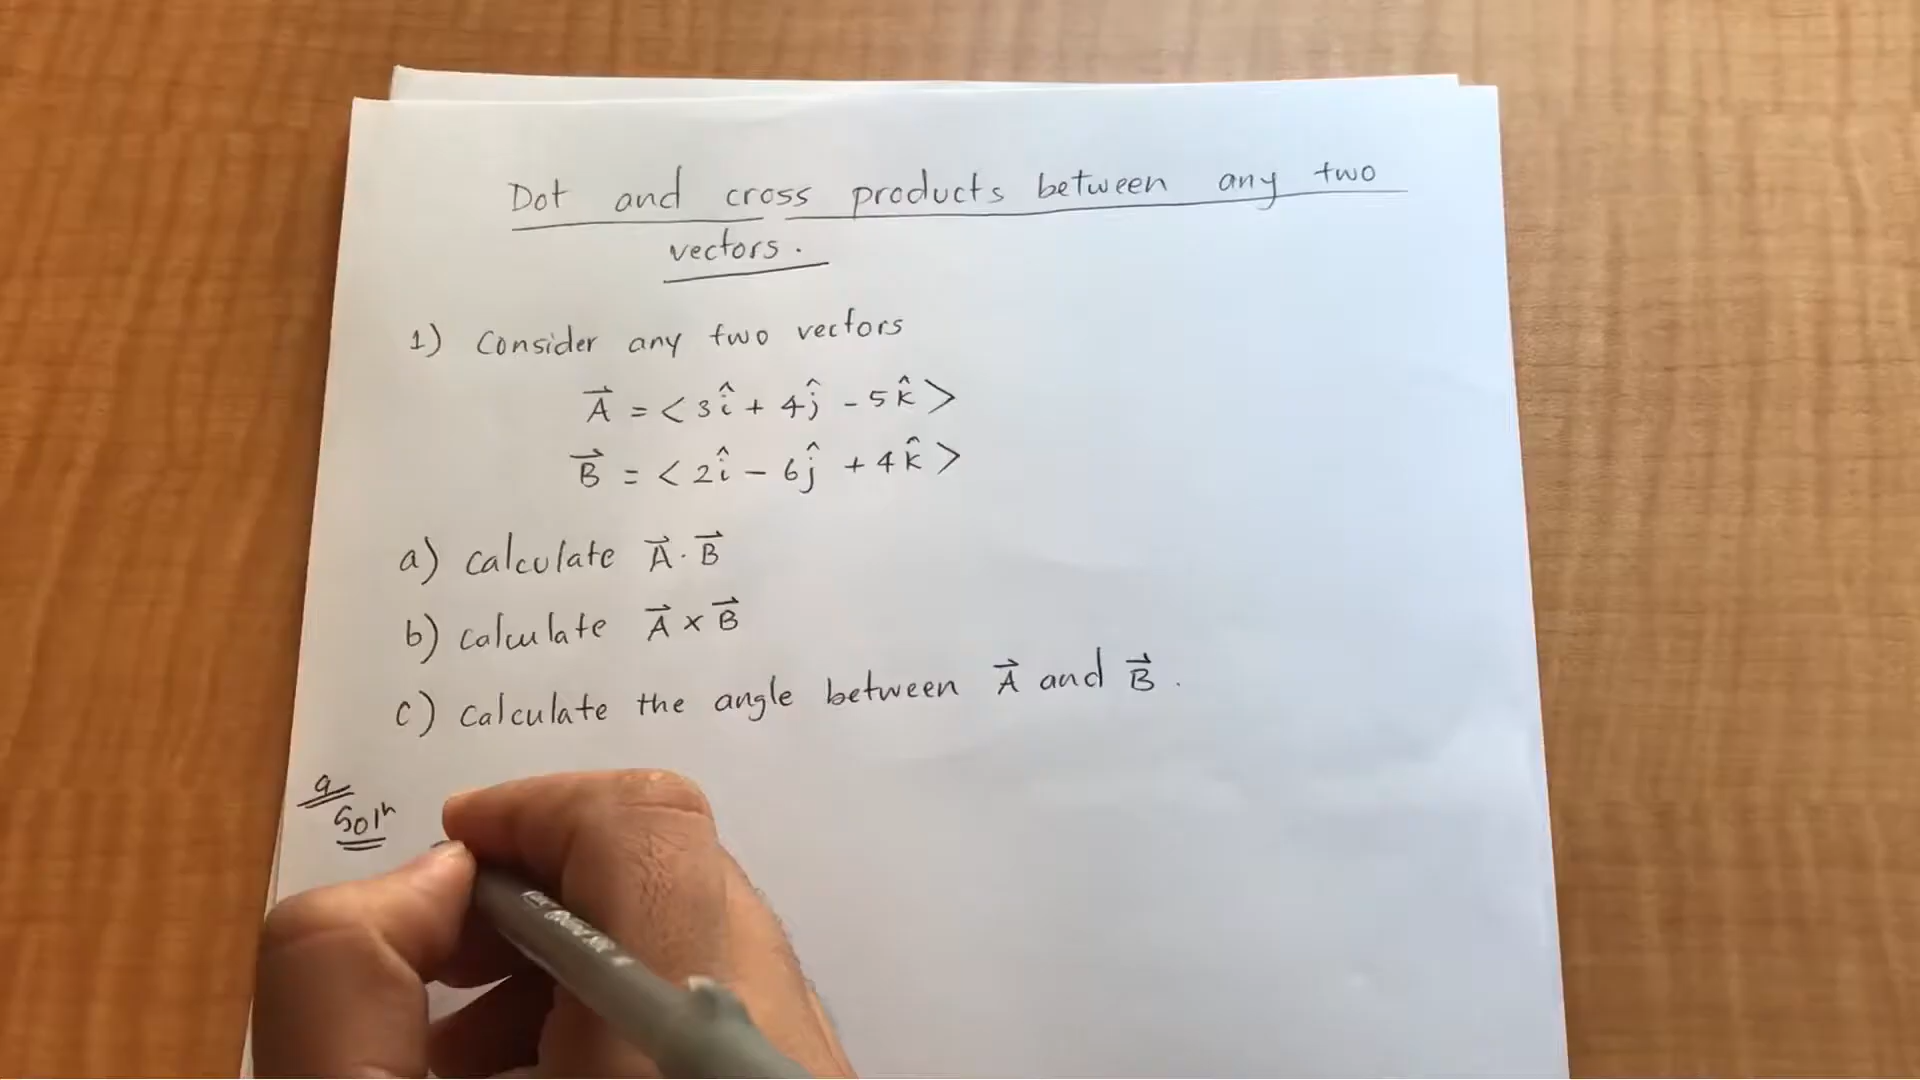 Dot and cross products between any two
vectors.
1) Consider any two vectors
A⃗ = <3î + 4ĵ - 5k̂>
B⃗ = <2î - 6ĵ + 4k̂>
a) calculate A⃗ . B⃗
b) calculate A⃗ × B⃗
c) calculate the angle between A⃗ and B⃗ .
a
Solⁿ